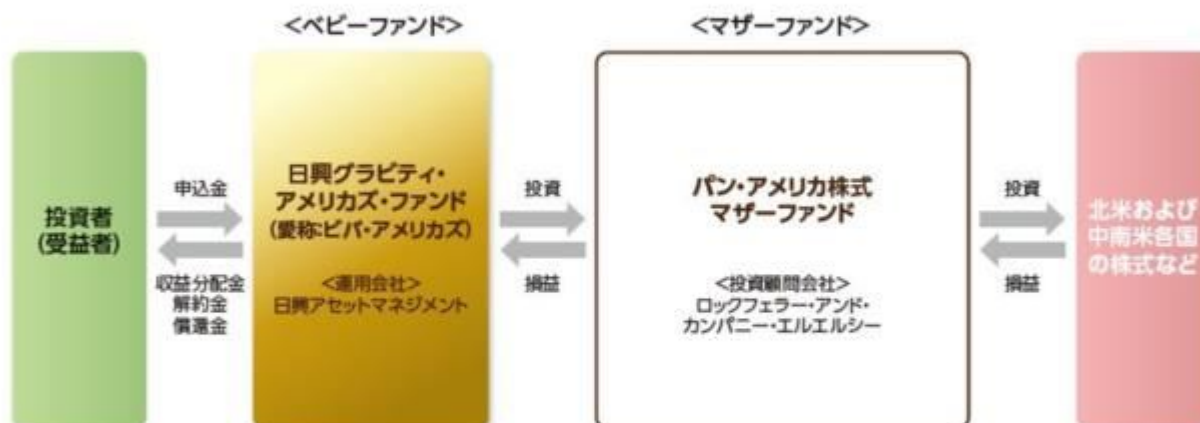 <ベビーファンド>
<マザーファンド>
投資者
(受益者)
申込金
収益分配金
解約金
償還金
日興グラビティ・
アメリカズ・ファンド
(愛称:ビバ・アメリカズ)
<運用会社>
日興アセットマネジメント
投資
損益
パン・アメリカ株式
マザーファンド
<投資顧問会社>
ロックフェラー・アンド・
カンパニー・エルエルシー
投資
損益
北米および
中南米各国
の株式など